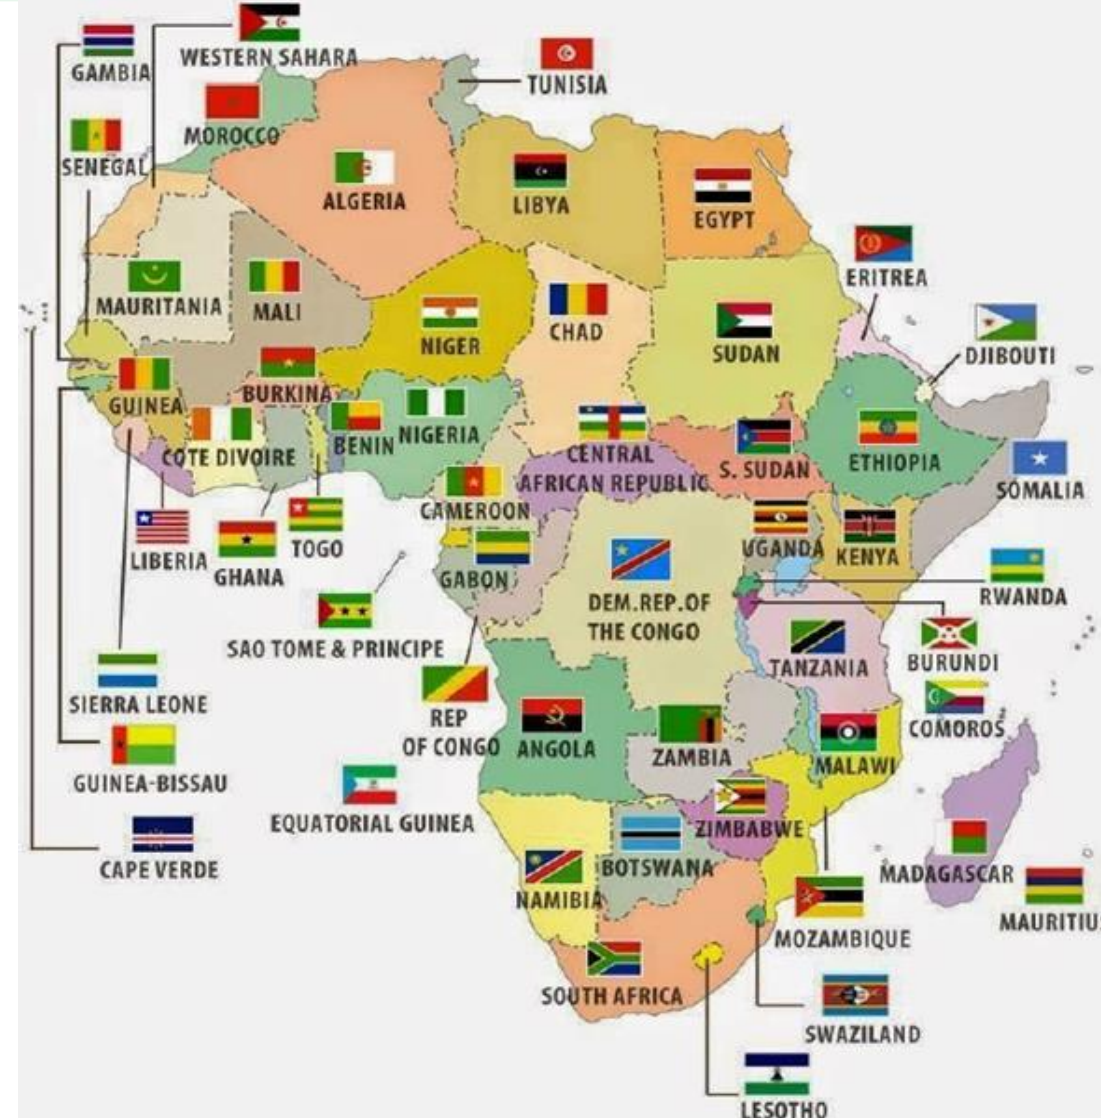 WESTERN SAHARA
GAMBIA
TUNISIA
MOROCCO
SENEGAL
ALGERIA
LIBYA
EGYPT
ERITREA
MAURITANIA
MALI
NIGER
CHAD
SUDAN
DJIBOUTI
GUINEA
BURKINA
BENIN
NIGERIA
COTE DIVOIRE
CENTRAL
AFRICAN REPUBLIC
S. SUDAN
ETHIOPIA
SOMALIA
CAMEROON
LIBERIA
GHANA
TOGO
UGANDA
KENYA
GABON
RWANDA
DEM.REP.OF
THE CONGO
SAO TOME & PRINCIPE
TANZANIA
BURUNDI
SIERRA LEONE
REP
OF CONGO
ANGOLA
ZAMBIA
COMOROS
MALAWI
GUINEA-BISSAU
EQUATORIAL GUINEA
ZIMBABWE
CAPE VERDE
BOTSWANA
MADAGASCAR
NAMIBIA
MAURITIU
MOZAMBIQUE
SOUTH AFRICA
SWAZILAND
LESOTHO